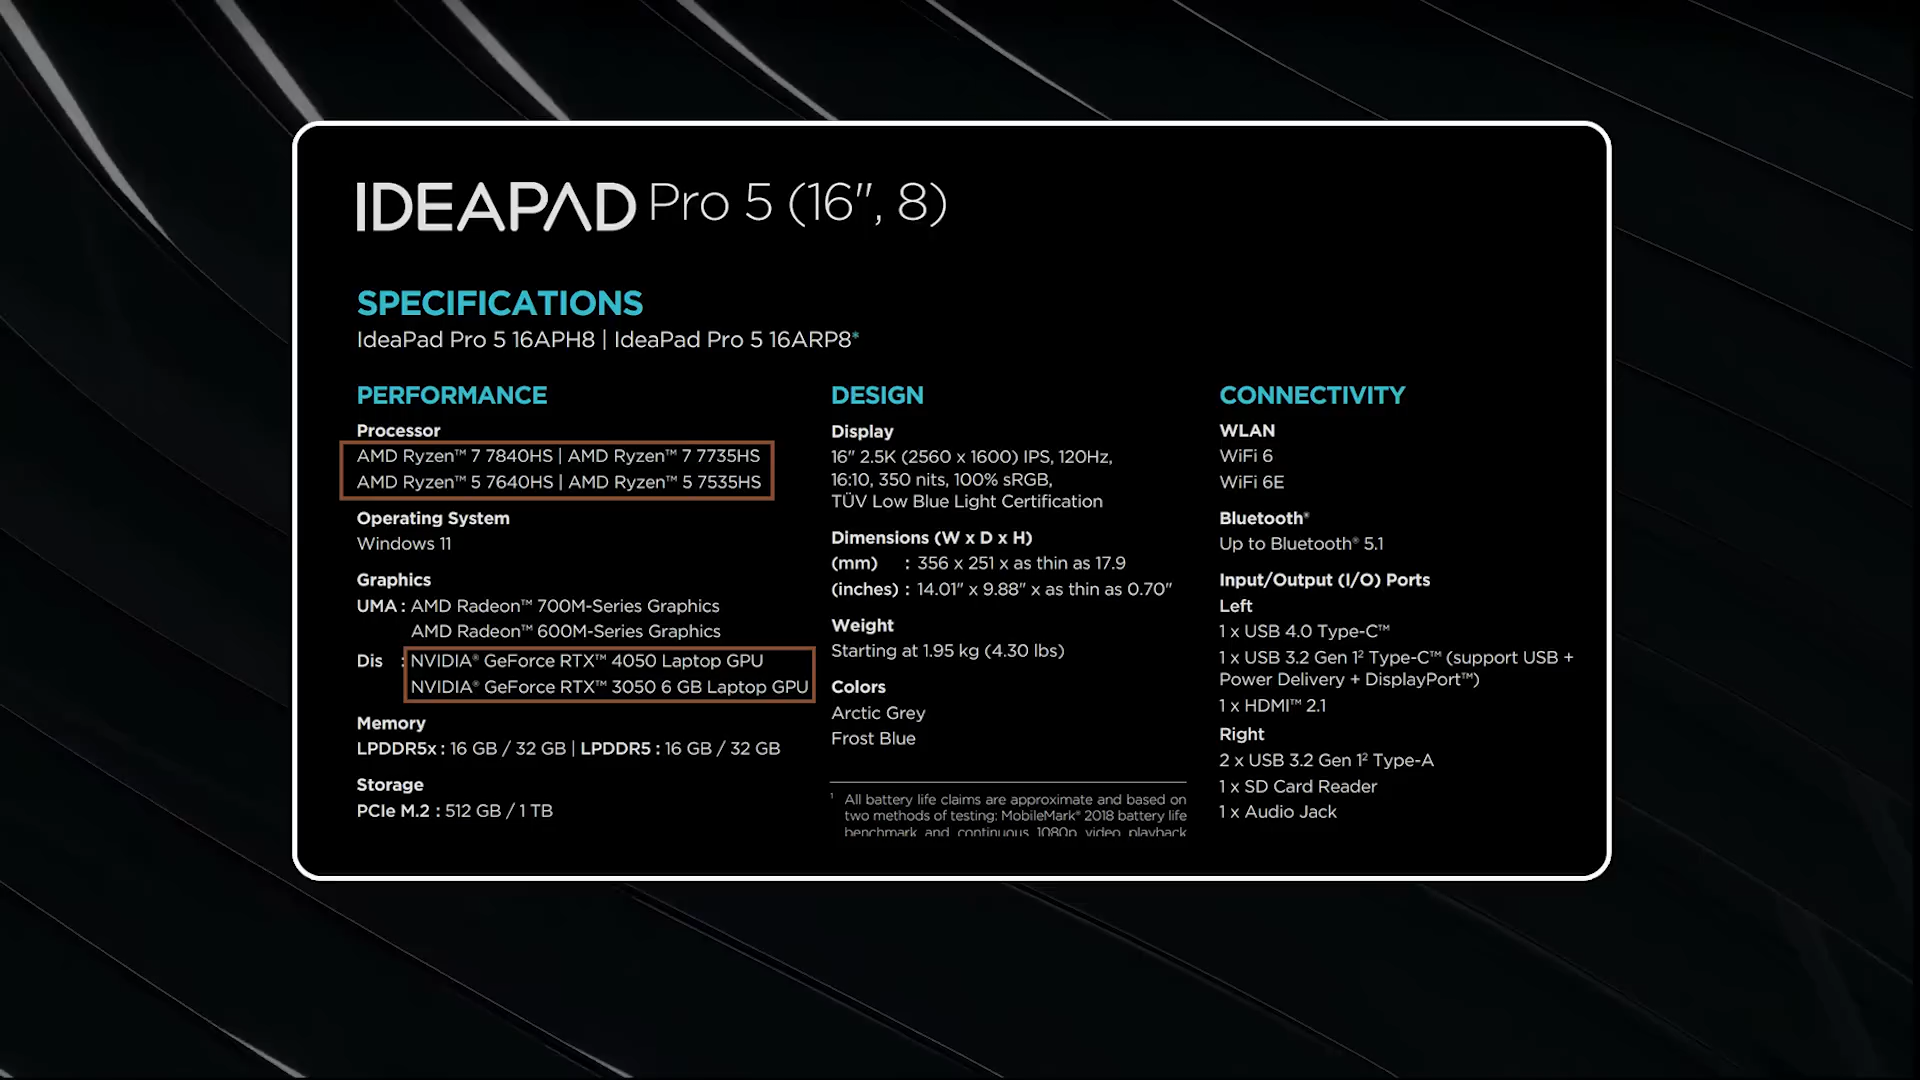 IDEAPAD Pro 5 (16", 8)
SPECIFICATIONS
IdeaPad Pro 5 16APH8 | IdeaPad Pro 5 16ARP8*
PERFORMANCE
Processor
AMD Ryzen™ 7 7840HS | AMD Ryzen™ 7 7735HS
AMD Ryzen™ 5 7640HS | AMD Ryzen™ 5 7535HS
Operating System
Windows 11
Graphics
UMA : AMD Radeon™ 700M-Series Graphics
AMD Radeon™ 600M-Series Graphics
Dis : NVIDIA® GeForce RTX™ 4050 Laptop GPU
NVIDIA® GeForce RTX™ 3050 6 GB Laptop GPU
Memory
LPDDR5x : 16 GB / 32 GB | LPDDR5 : 16 GB / 32 GB
Storage
PCIe M.2 : 512 GB / 1 TB
DESIGN
Display
16" 2.5K (2560 x 1600) IPS, 120Hz,
16:10, 350 nits, 100% sRGB,
TÜV Low Blue Light Certification
Dimensions (W x D x H)
(mm) : 356 x 251 x as thin as 17.9
(inches) : 14.01" x 9.88" x as thin as 0.70"
Weight
Starting at 1.95 kg (4.30 lbs)
Colors
Arctic Grey
Frost Blue
1 All battery life claims are approximate and based on
two methods of testing: MobileMark® 2018 battery life
benchmark and continuous 1080p video playback
CONNECTIVITY
WLAN
WiFi 6
WiFi 6E
Bluetooth®
Up to Bluetooth® 5.1
Input/Output (I/O) Ports
Left
1 x USB 4.0 Type-C™
1 x USB 3.2 Gen 1² Type-C™ (support USB +
Power Delivery + DisplayPort™)
1 x HDMI™ 2.1
Right
2 x USB 3.2 Gen 1² Type-A
1 x SD Card Reader
1 x Audio Jack